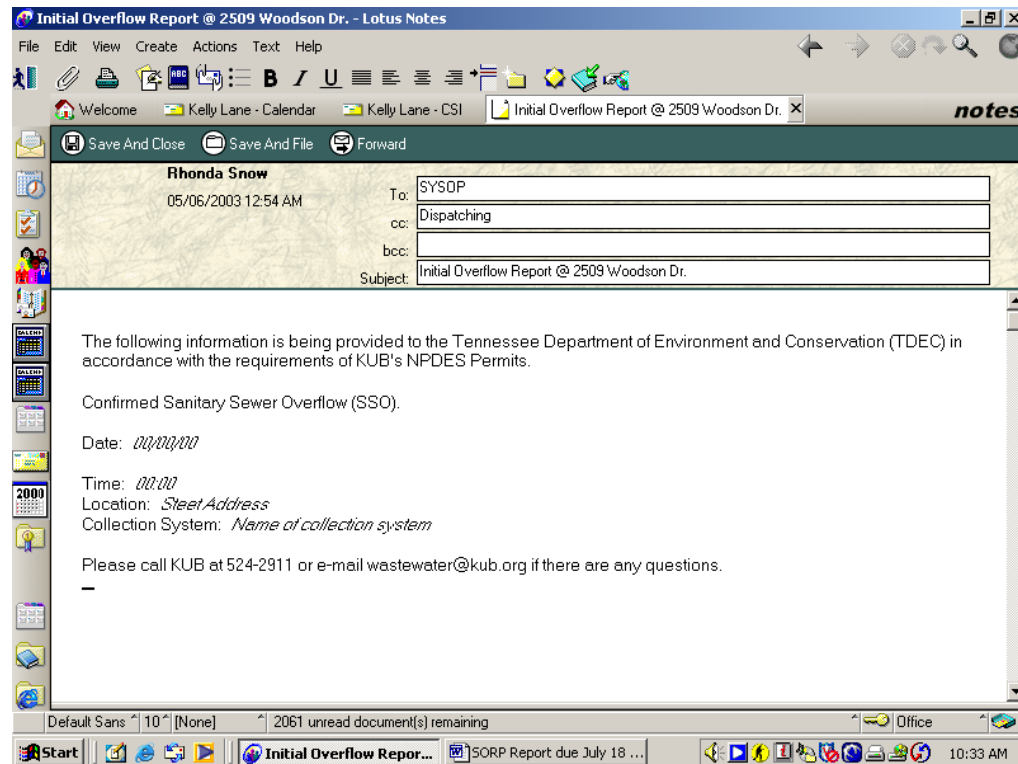 Initial Overflow Report @ 2509 Woodson Dr. - Lotus Notes
File Edit View Create Actions Text Help
ABC B I U
Welcome Kelly Lane - Calendar Kelly Lane - CSI Initial Overflow Report @ 2509 Woodson Dr. notes
Save And Close Save And File Forward
Rhonda Snow
05/06/2003 12:54 AM
To: SYSOP
cc: Dispatching
bcc:
Subject: Initial Overflow Report @ 2509 Woodson Dr.
The following information is being provided to the Tennessee Department of Environment and Conservation (TDEC) in
accordance with the requirements of KUB's NPDES Permits.
Confirmed Sanitary Sewer Overflow (SSO).
Date: 00/00/00
Time: 00:00
Location: Steet Address
Collection System: Name of collection system
Please call KUB at 524-2911 or e-mail wastewater@kub.org if there are any questions.
2000
Default Sans 10 [None] 2061 unread document(s) remaining Office
Start Initial Overflow Repor... SORP Report due July 18 ... 10:33 AM